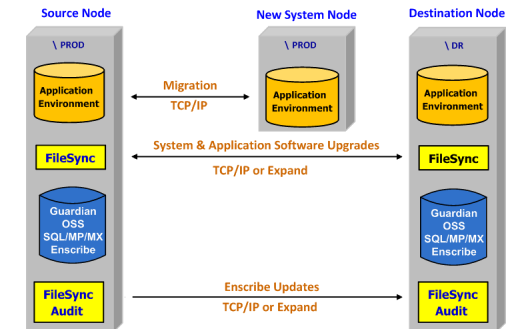 Source Node
New System Node
Destination Node
\ PROD
\ PROD
\ DR
Application
Environment
Migration
TCP/IP
Application
Environment
Application
Environment
System & Application Software Upgrades
FileSync
FileSync
TCP/IP or Expand
Guardian
OSS
SQL/MP/MX
Enscribe
Guardian
OSS
SQL/MP/MX
Enscribe
Enscribe Updates
FileSync
Audit
TCP/IP or Expand
FileSync
Audit